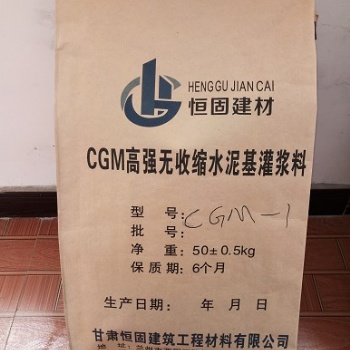 HENG GU JIAN CAI
恒固建材
CGM高强无收缩水泥基灌浆料
型 号:CGM-1
批 号:
净 重:50±0.5kg
保 质 期:6个月
生产日期: 年 月 日
甘肃恒固建筑工程材料有限公司